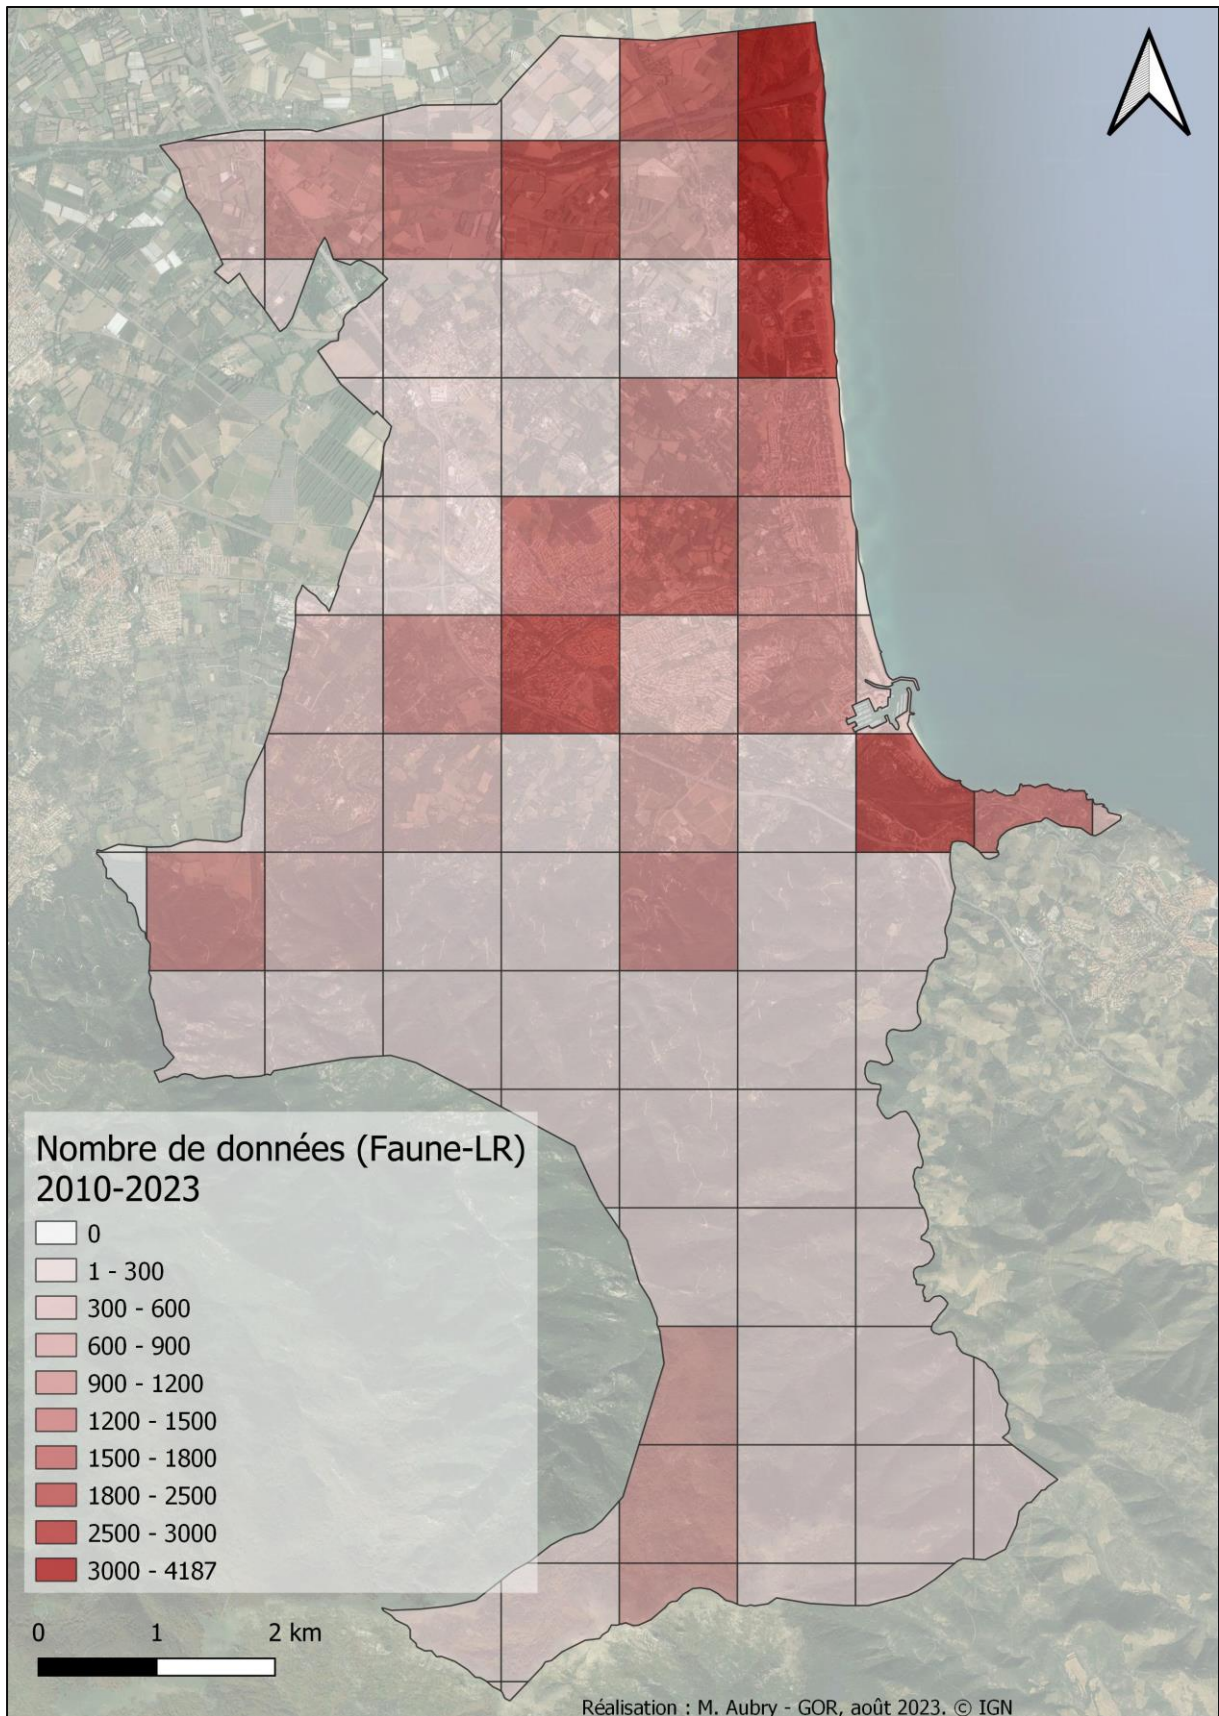 Nombre de données (Faune-LR)
2010-2023
0
1 - 300
300 - 600
600 - 900
900 - 1200
1200 - 1500
1500 - 1800
1800 - 2500
2500 - 3000
3000 - 4187
0 1 2 km
Réalisation : M. Aubry - GOR, août 2023. © IGN